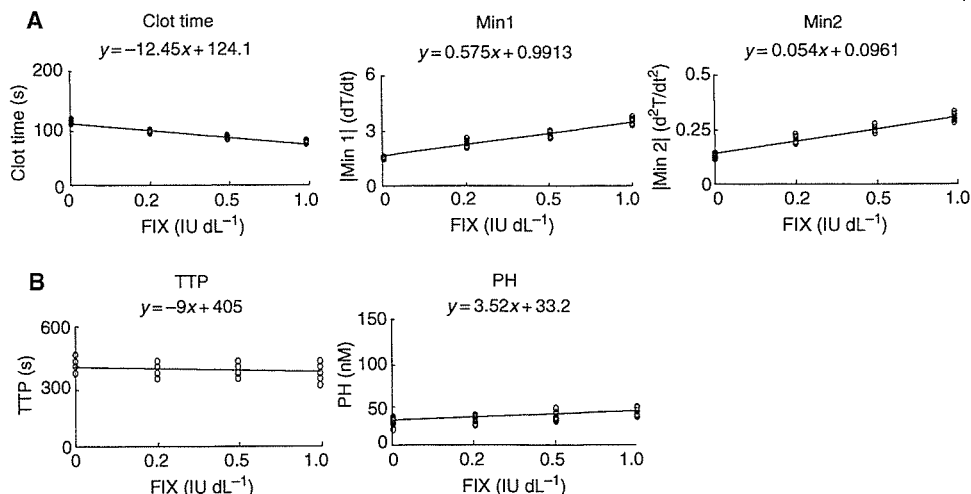 A
Clot time
y=−12.45x+124.1
200
100
0
Clot time (s)
0 0.2 0.5 1.0
FIX (IU dL⁻¹)
Min1
y=0.575x+0.9913
6
3
0
|Min 1| (dT/dt)
0 0.2 0.5 1.0
FIX (IU dL⁻¹)
Min2
y=0.054x+0.0961
0.5
0.25
0
|Min 2| (d²T/dt²)
0 0.2 0.5 1.0
FIX (IU dL⁻¹)
B
TTP
y=−9x+405
600
300
0
TTP (s)
0 0.2 0.5 1.0
FIX (IU dL⁻¹)
PH
y=3.52x+33.2
150
100
50
0
PH (nM)
0 0.2 0.5 1.0
FIX (IU dL⁻¹)